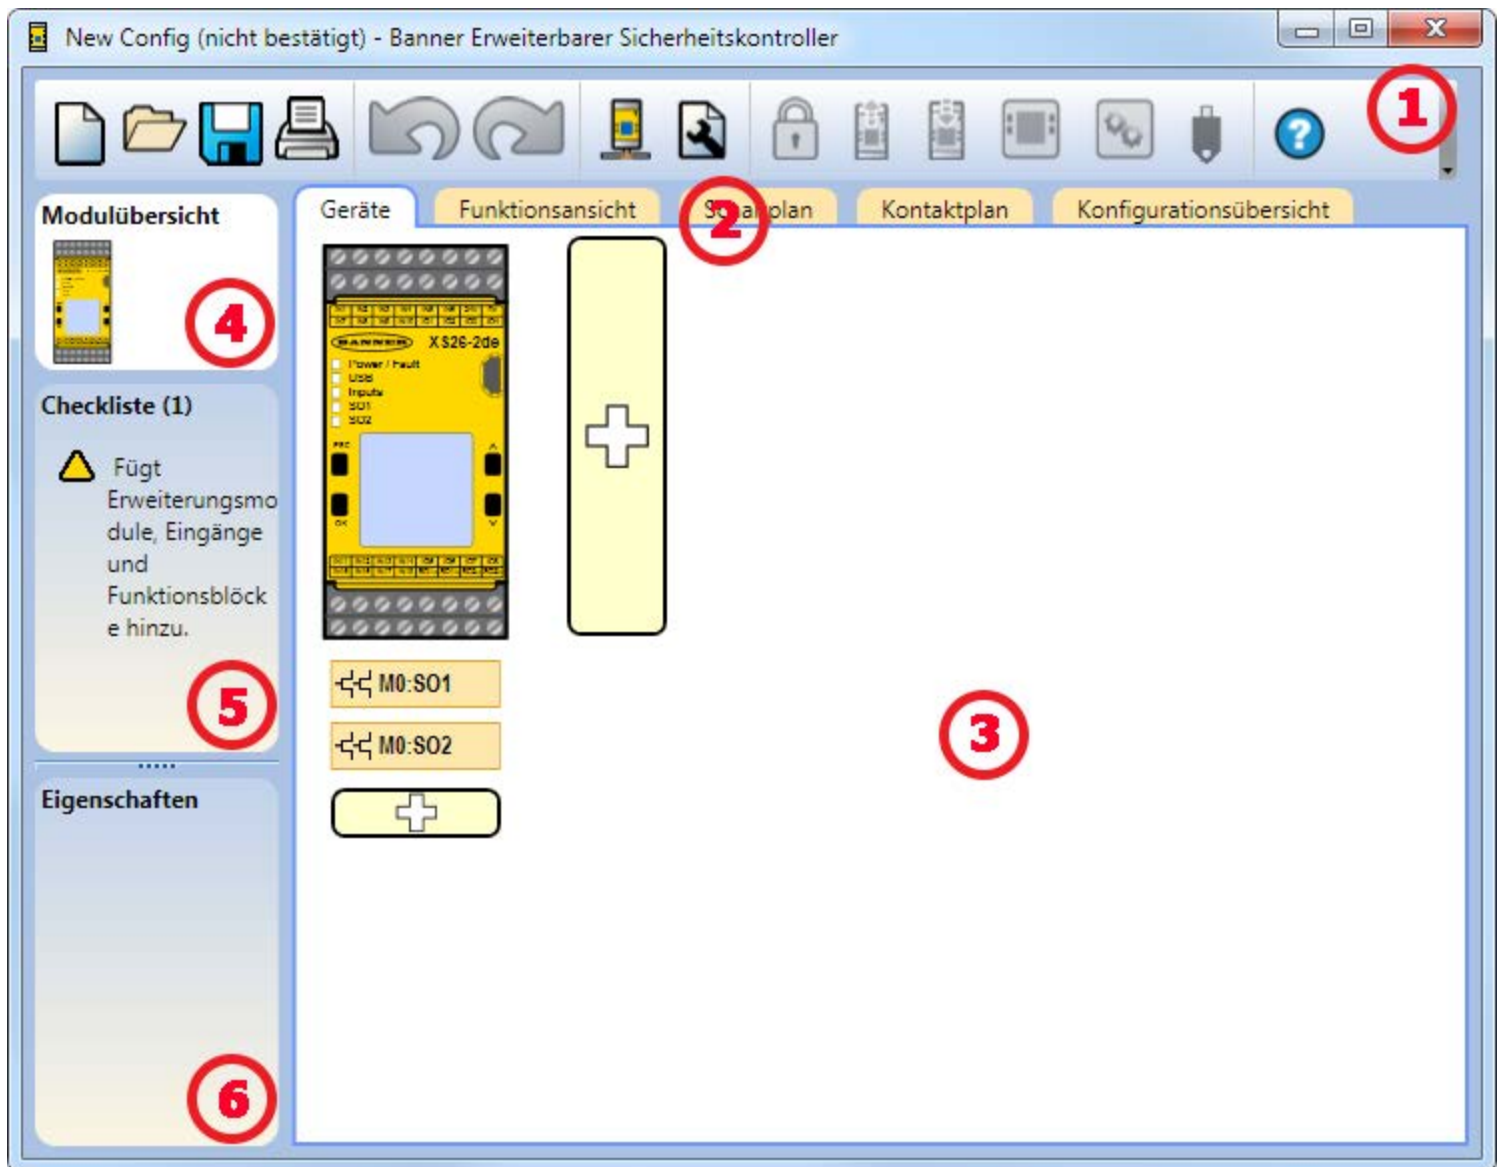 New Config (nicht bestätigt) - Banner Erweiterbarer Sicherheitskontroller
1
Modulübersicht
Geräte
Funktionsansicht
2
Kontaktplan
Konfigurationsübersicht
4
BANNER XS26-2de
Power / Fault
USB
Inputs
SO1
SO2
Checkliste (1)
Fügt
Erweiterungsmo
dule, Eingänge
und
Funktionsblöck
e hinzu.
OK
M0:SO1
M0:SO2
5
3
Eigenschaften
6